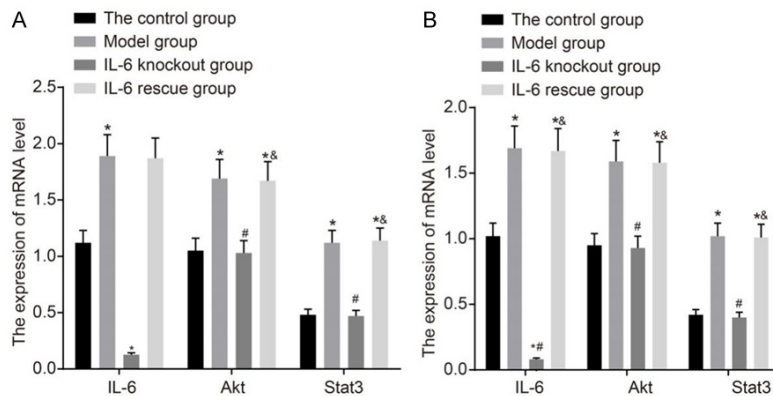 A
The control group
Model group
IL-6 knockout group
IL-6 rescue group
The expression of mRNA level
2.5
2.0
1.5
1.0
0.5
0.0
*
*
*
#
*&
*
#
*&
IL-6
Akt
Stat3
B
The control group
Model group
IL-6 knockout group
IL-6 rescue group
The expression of mRNA level
2.0
1.5
1.0
0.5
0.0
*
*#
*&
*
#
*&
*
#
*&
IL-6
Akt
Stat3